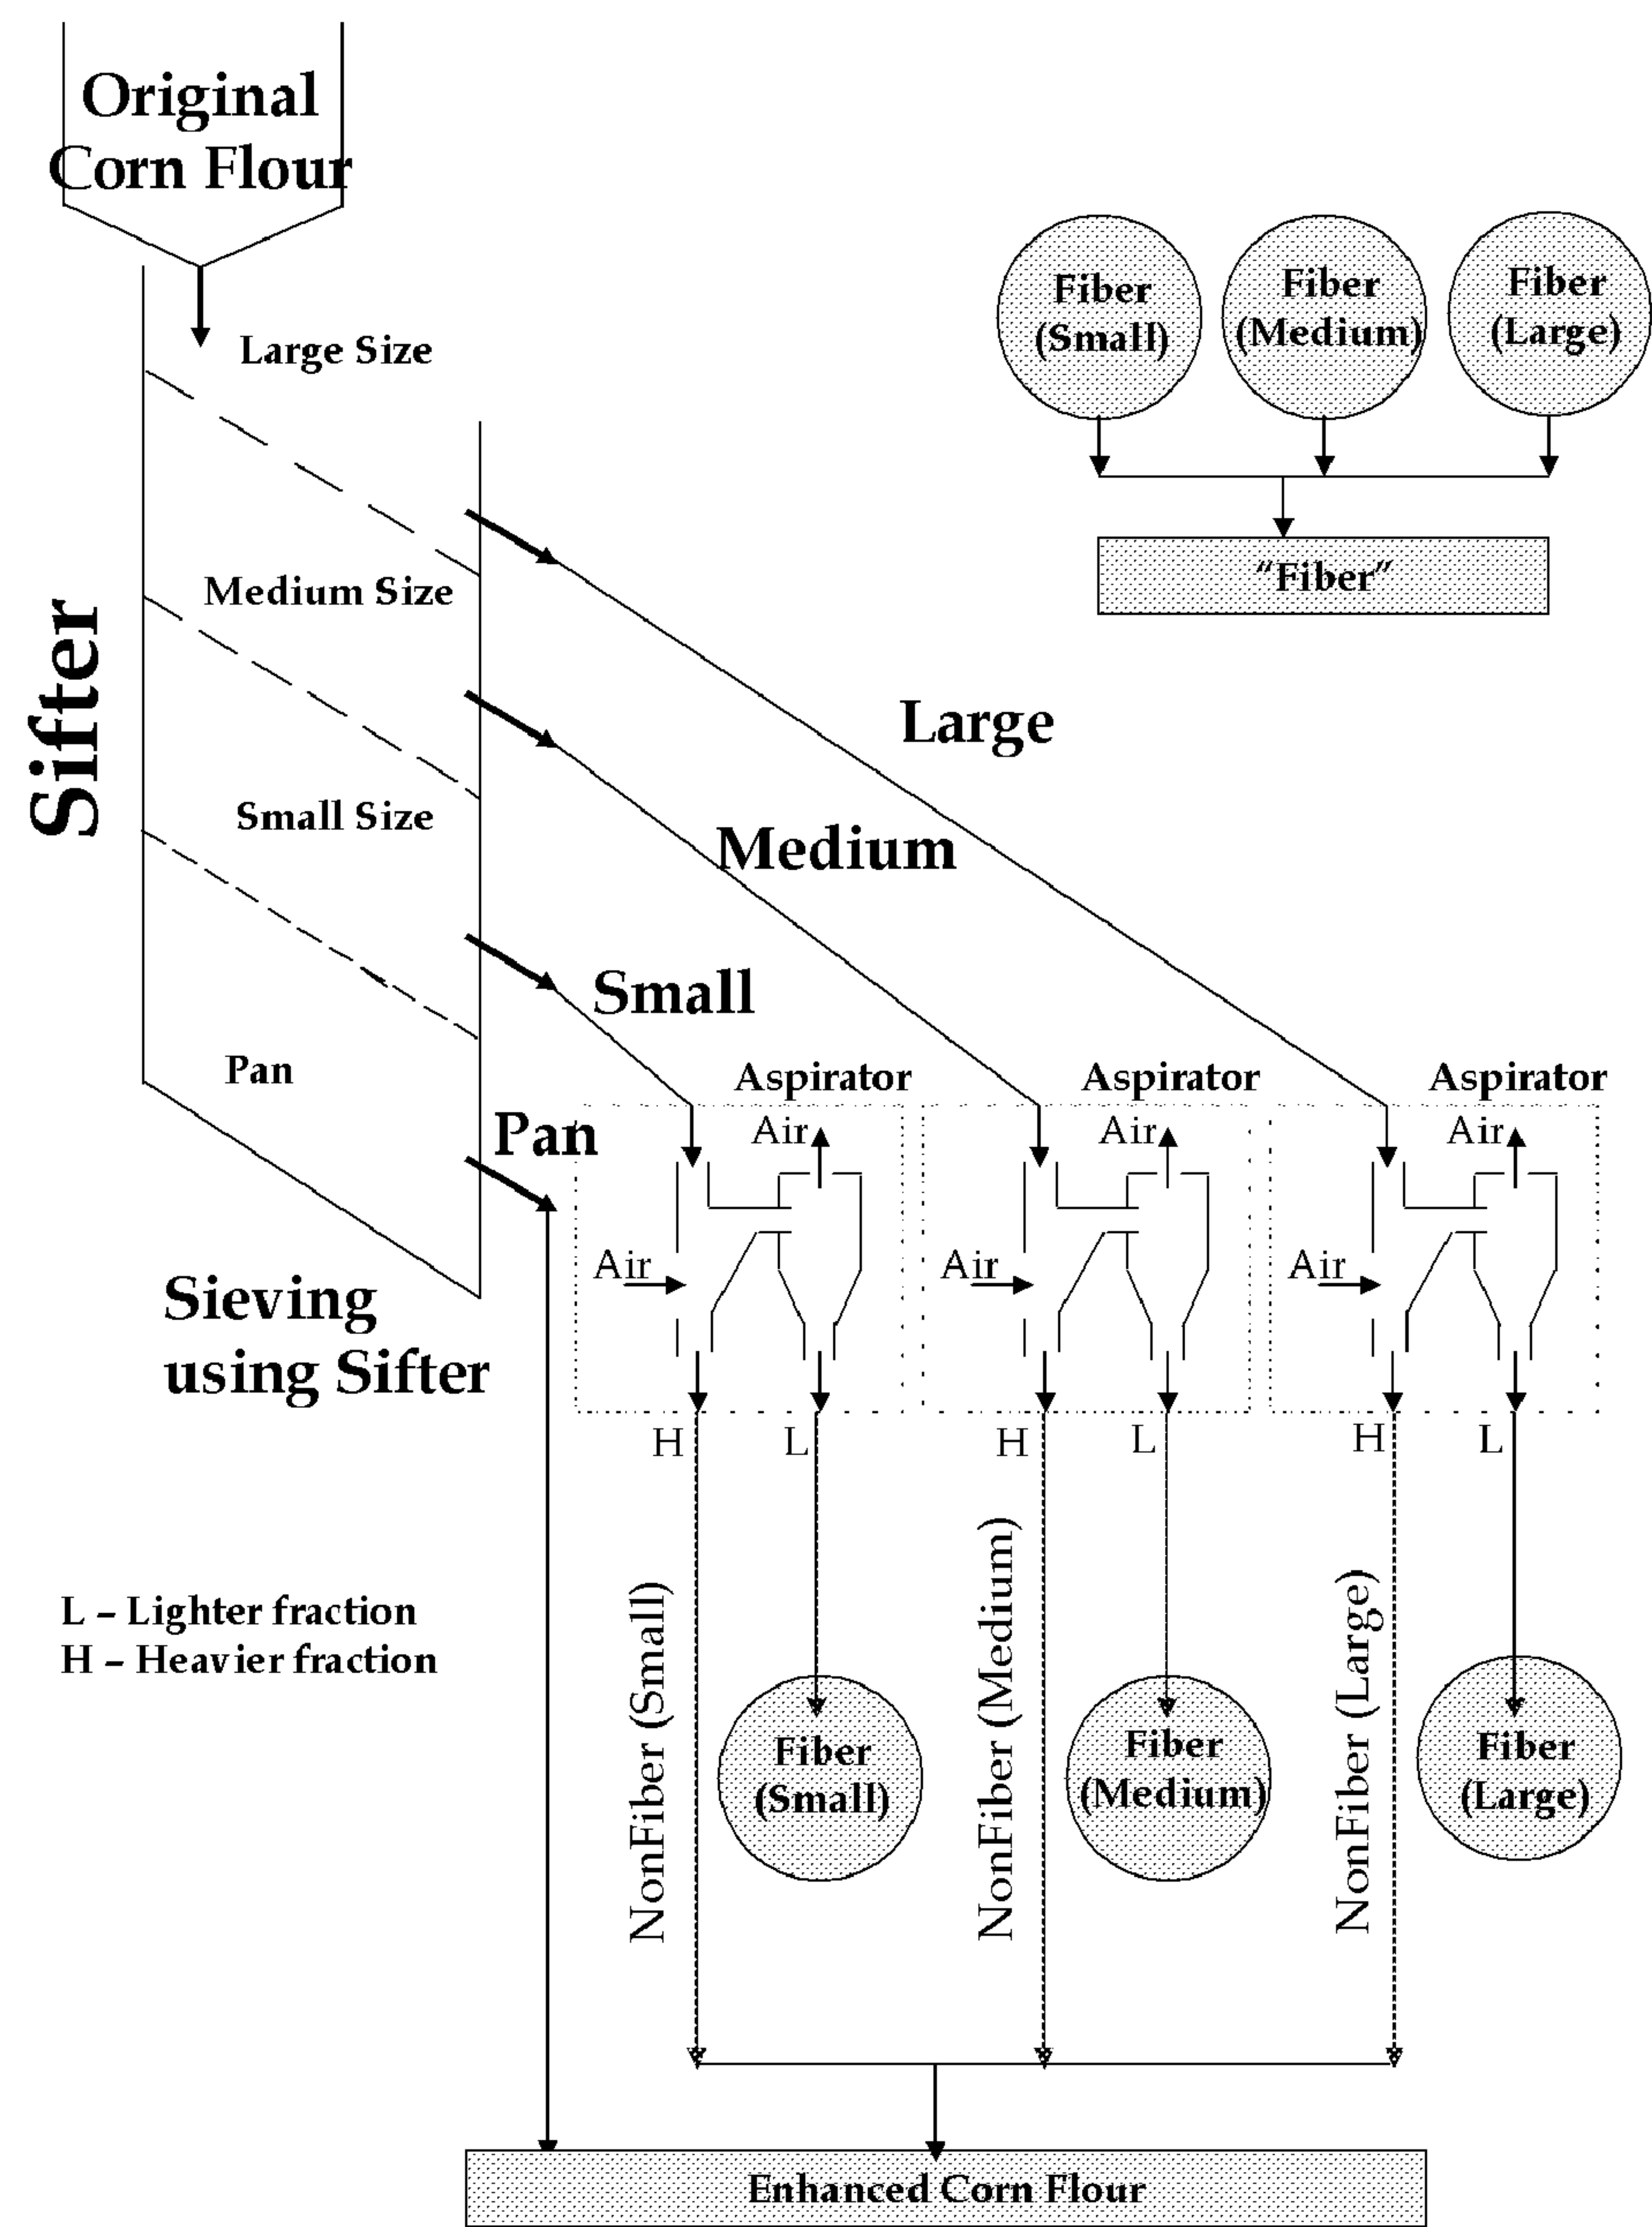 Original
Corn Flour
Large Size
Fiber
(Small)
Fiber
(Medium)
Fiber
(Large)
“Fiber”
Sifter
Medium Size
Small Size
Pan
Large
Medium
Small
Pan
Sieving
using Sifter
Aspirator
Aspirator
Aspirator
Air
Air
Air
Air
Air
Air
H
L
H
L
H
L
L – Lighter fraction
H – Heavier fraction
NonFiber (Small)
Fiber
(Small)
NonFiber (Medium)
Fiber
(Medium)
NonFiber (Large)
Fiber
(Large)
Enhanced Corn Flour